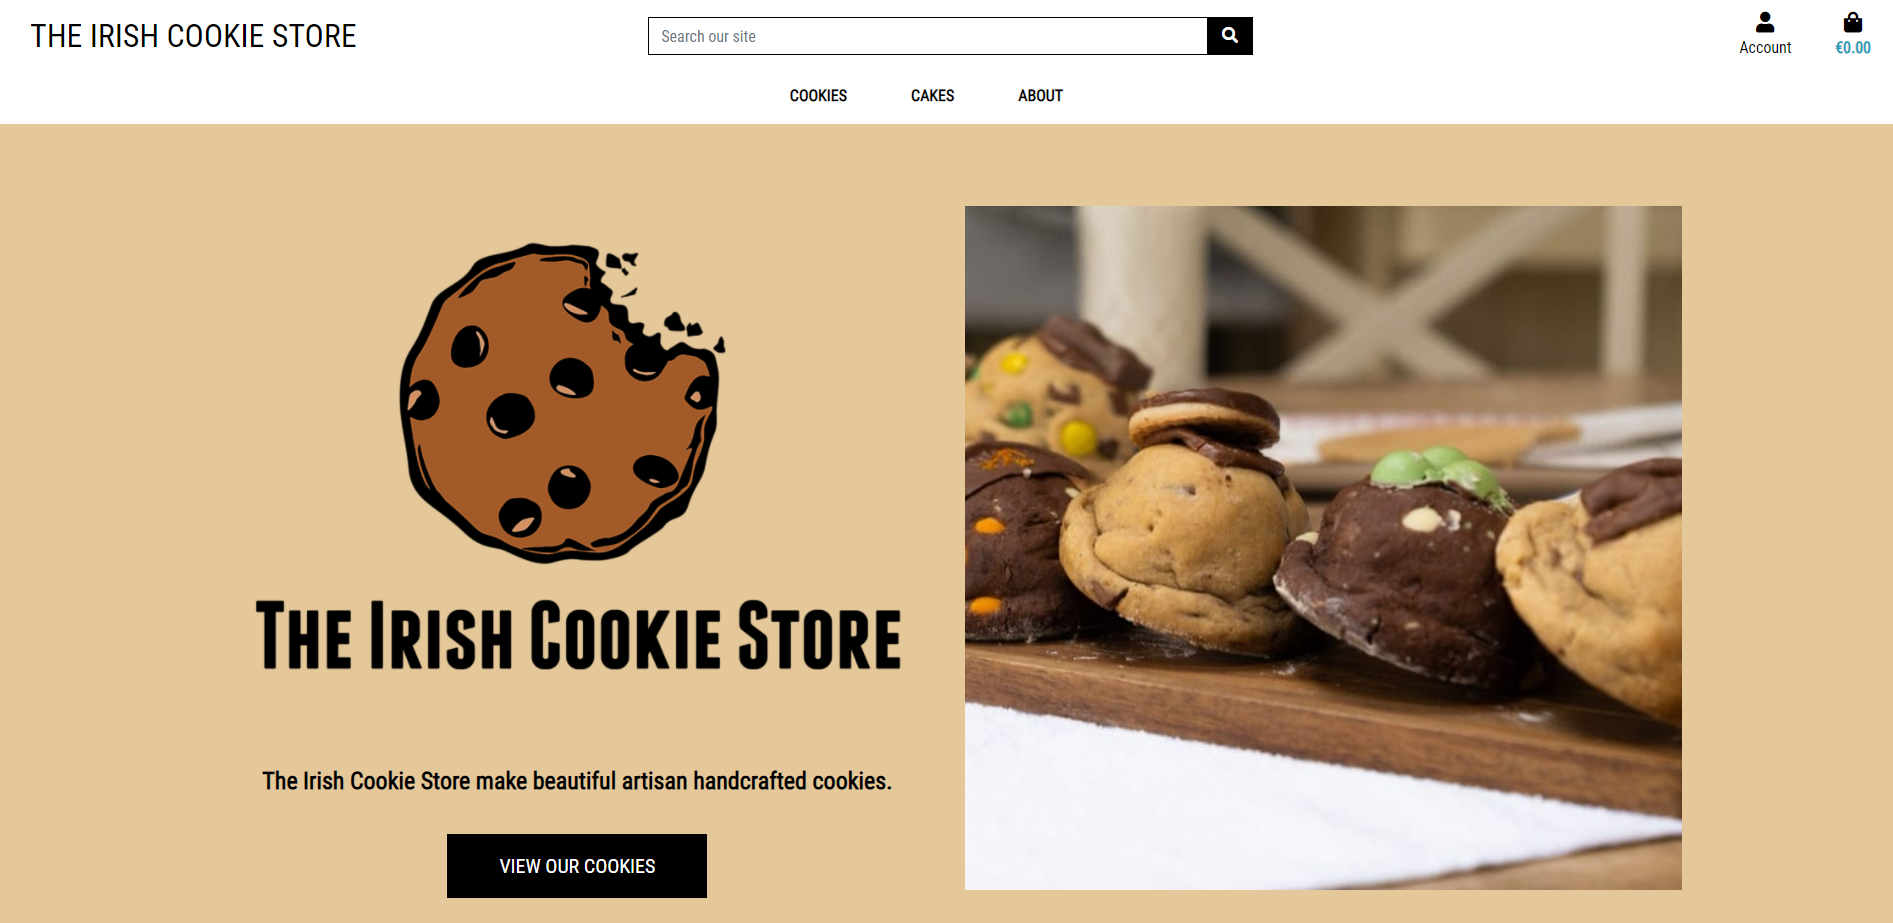 THE IRISH COOKIE STORE
Search our site
Account
€0.00
COOKIES
CAKES
ABOUT
The Irish Cookie Store
The Irish Cookie Store make beautiful artisan handcrafted cookies.
VIEW OUR COOKIES